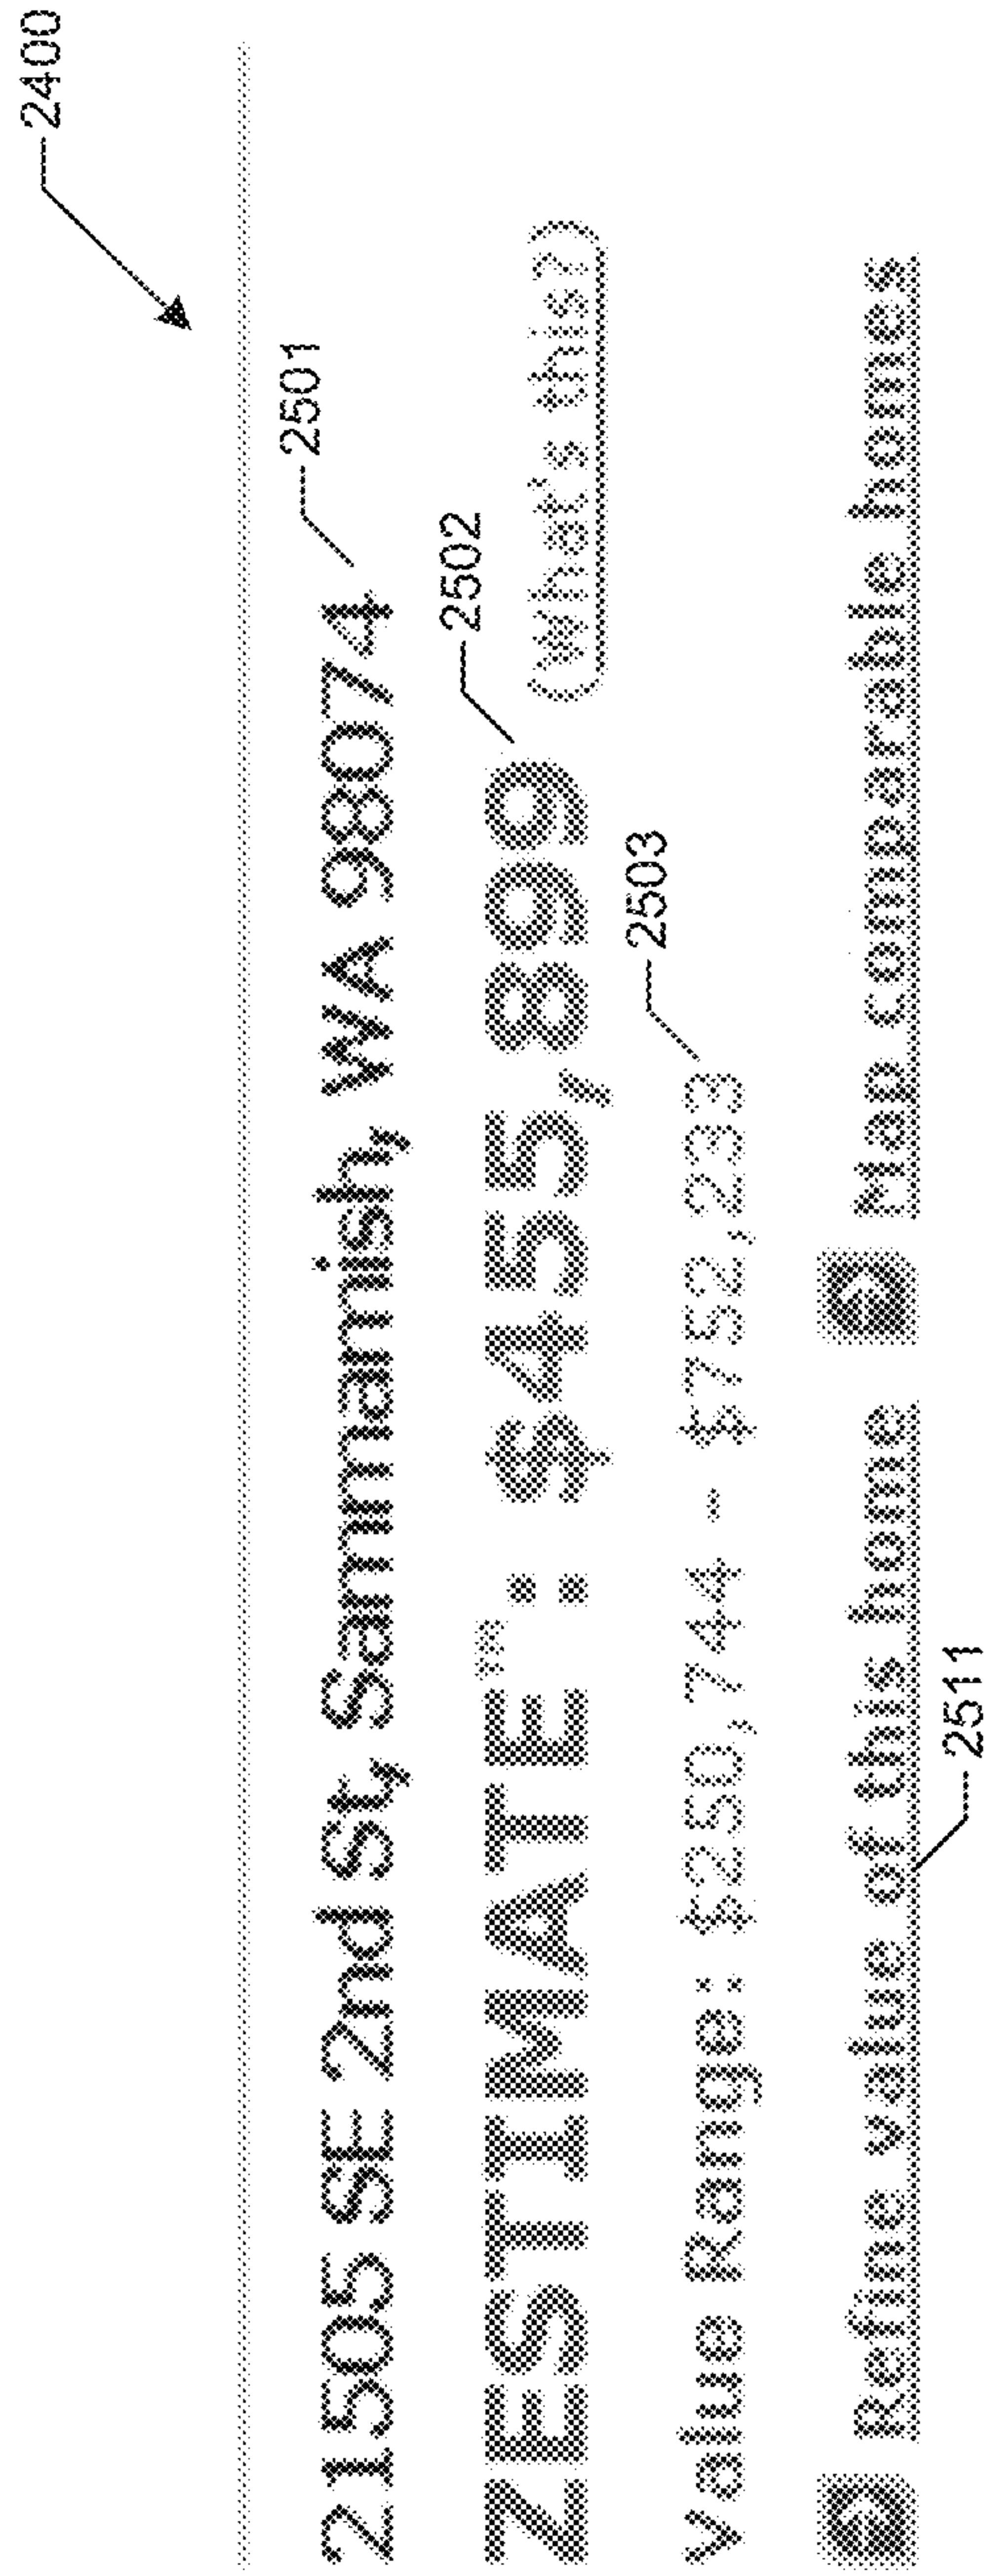 2400
21505 SE 2nd St, Sammamish, WA 98074
2501
ZESTIMATE™: $455,899 (What's this?)
2502
Value Range: $250,744 - $752,233
2503
Refine value of this home Map comparable homes
2511